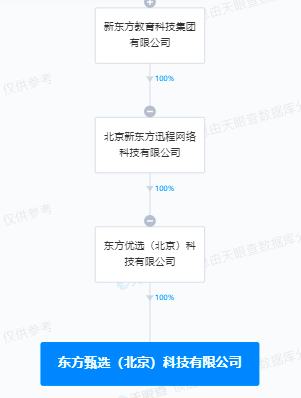 新东方教育科技集团
有限公司
100%
北京新东方迅程网络
科技有限公司
100%
东方优选（北京）科
技有限公司
100%
东方甄选（北京）科技有限公司
仅供参考
仅供参考
仅供参考
由天眼查数据库
由天眼查数据库
由天眼查数据库